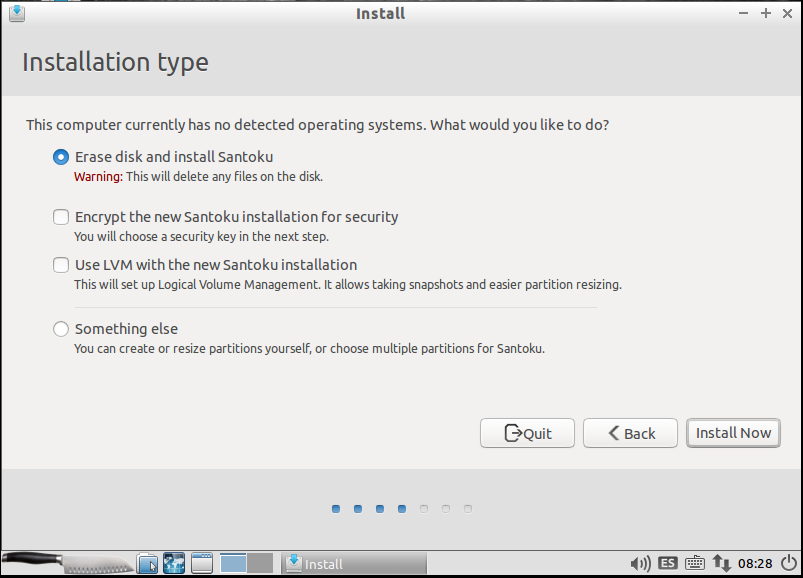 Install
Installation type
This computer currently has no detected operating systems. What would you like to do?
Erase disk and install Santoku
Warning: This will delete any files on the disk.
Encrypt the new Santoku installation for security
You will choose a security key in the next step.
Use LVM with the new Santoku installation
This will set up Logical Volume Management. It allows taking snapshots and easier partition resizing.
Something else
You can create or resize partitions yourself, or choose multiple partitions for Santoku.
Quit
Back
Install Now
Install
ES
08:28